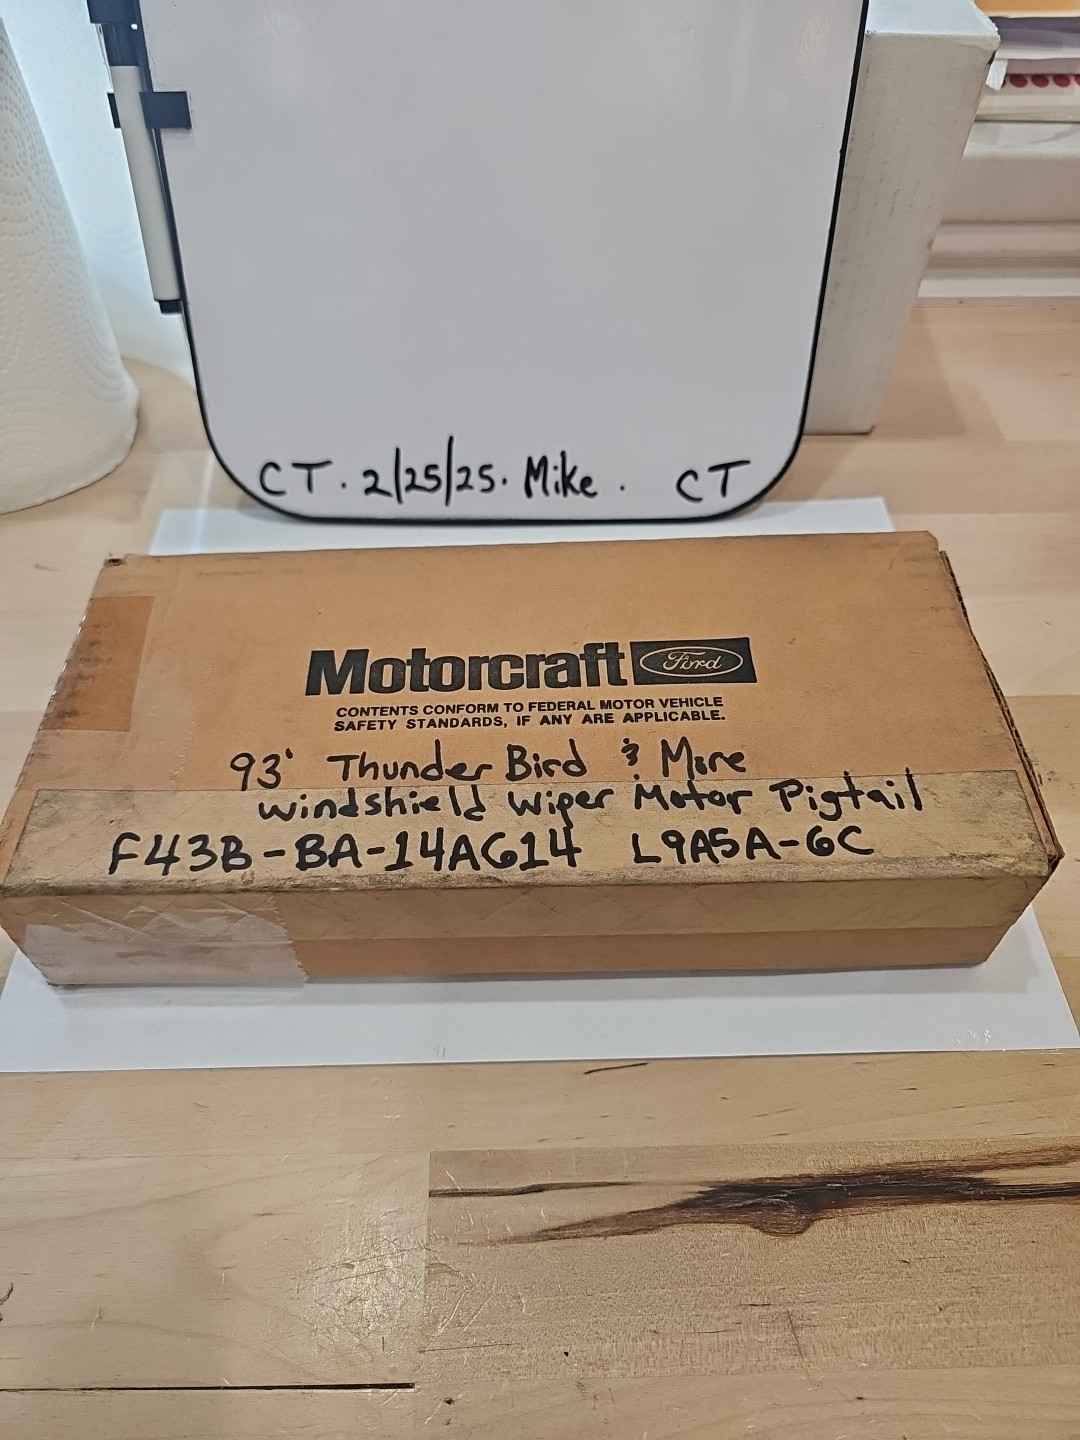 CT. 2/25/25. Mike. CT
Motorcraft Ford
CONTENTS CONFORM TO FEDERAL MOTOR VEHICLE
SAFETY STANDARDS, IF ANY ARE APPLICABLE.
93' Thunder Bird & More
windshield Wiper Motor Pigtail
F43B-BA-14AG14 L9A5A-6C